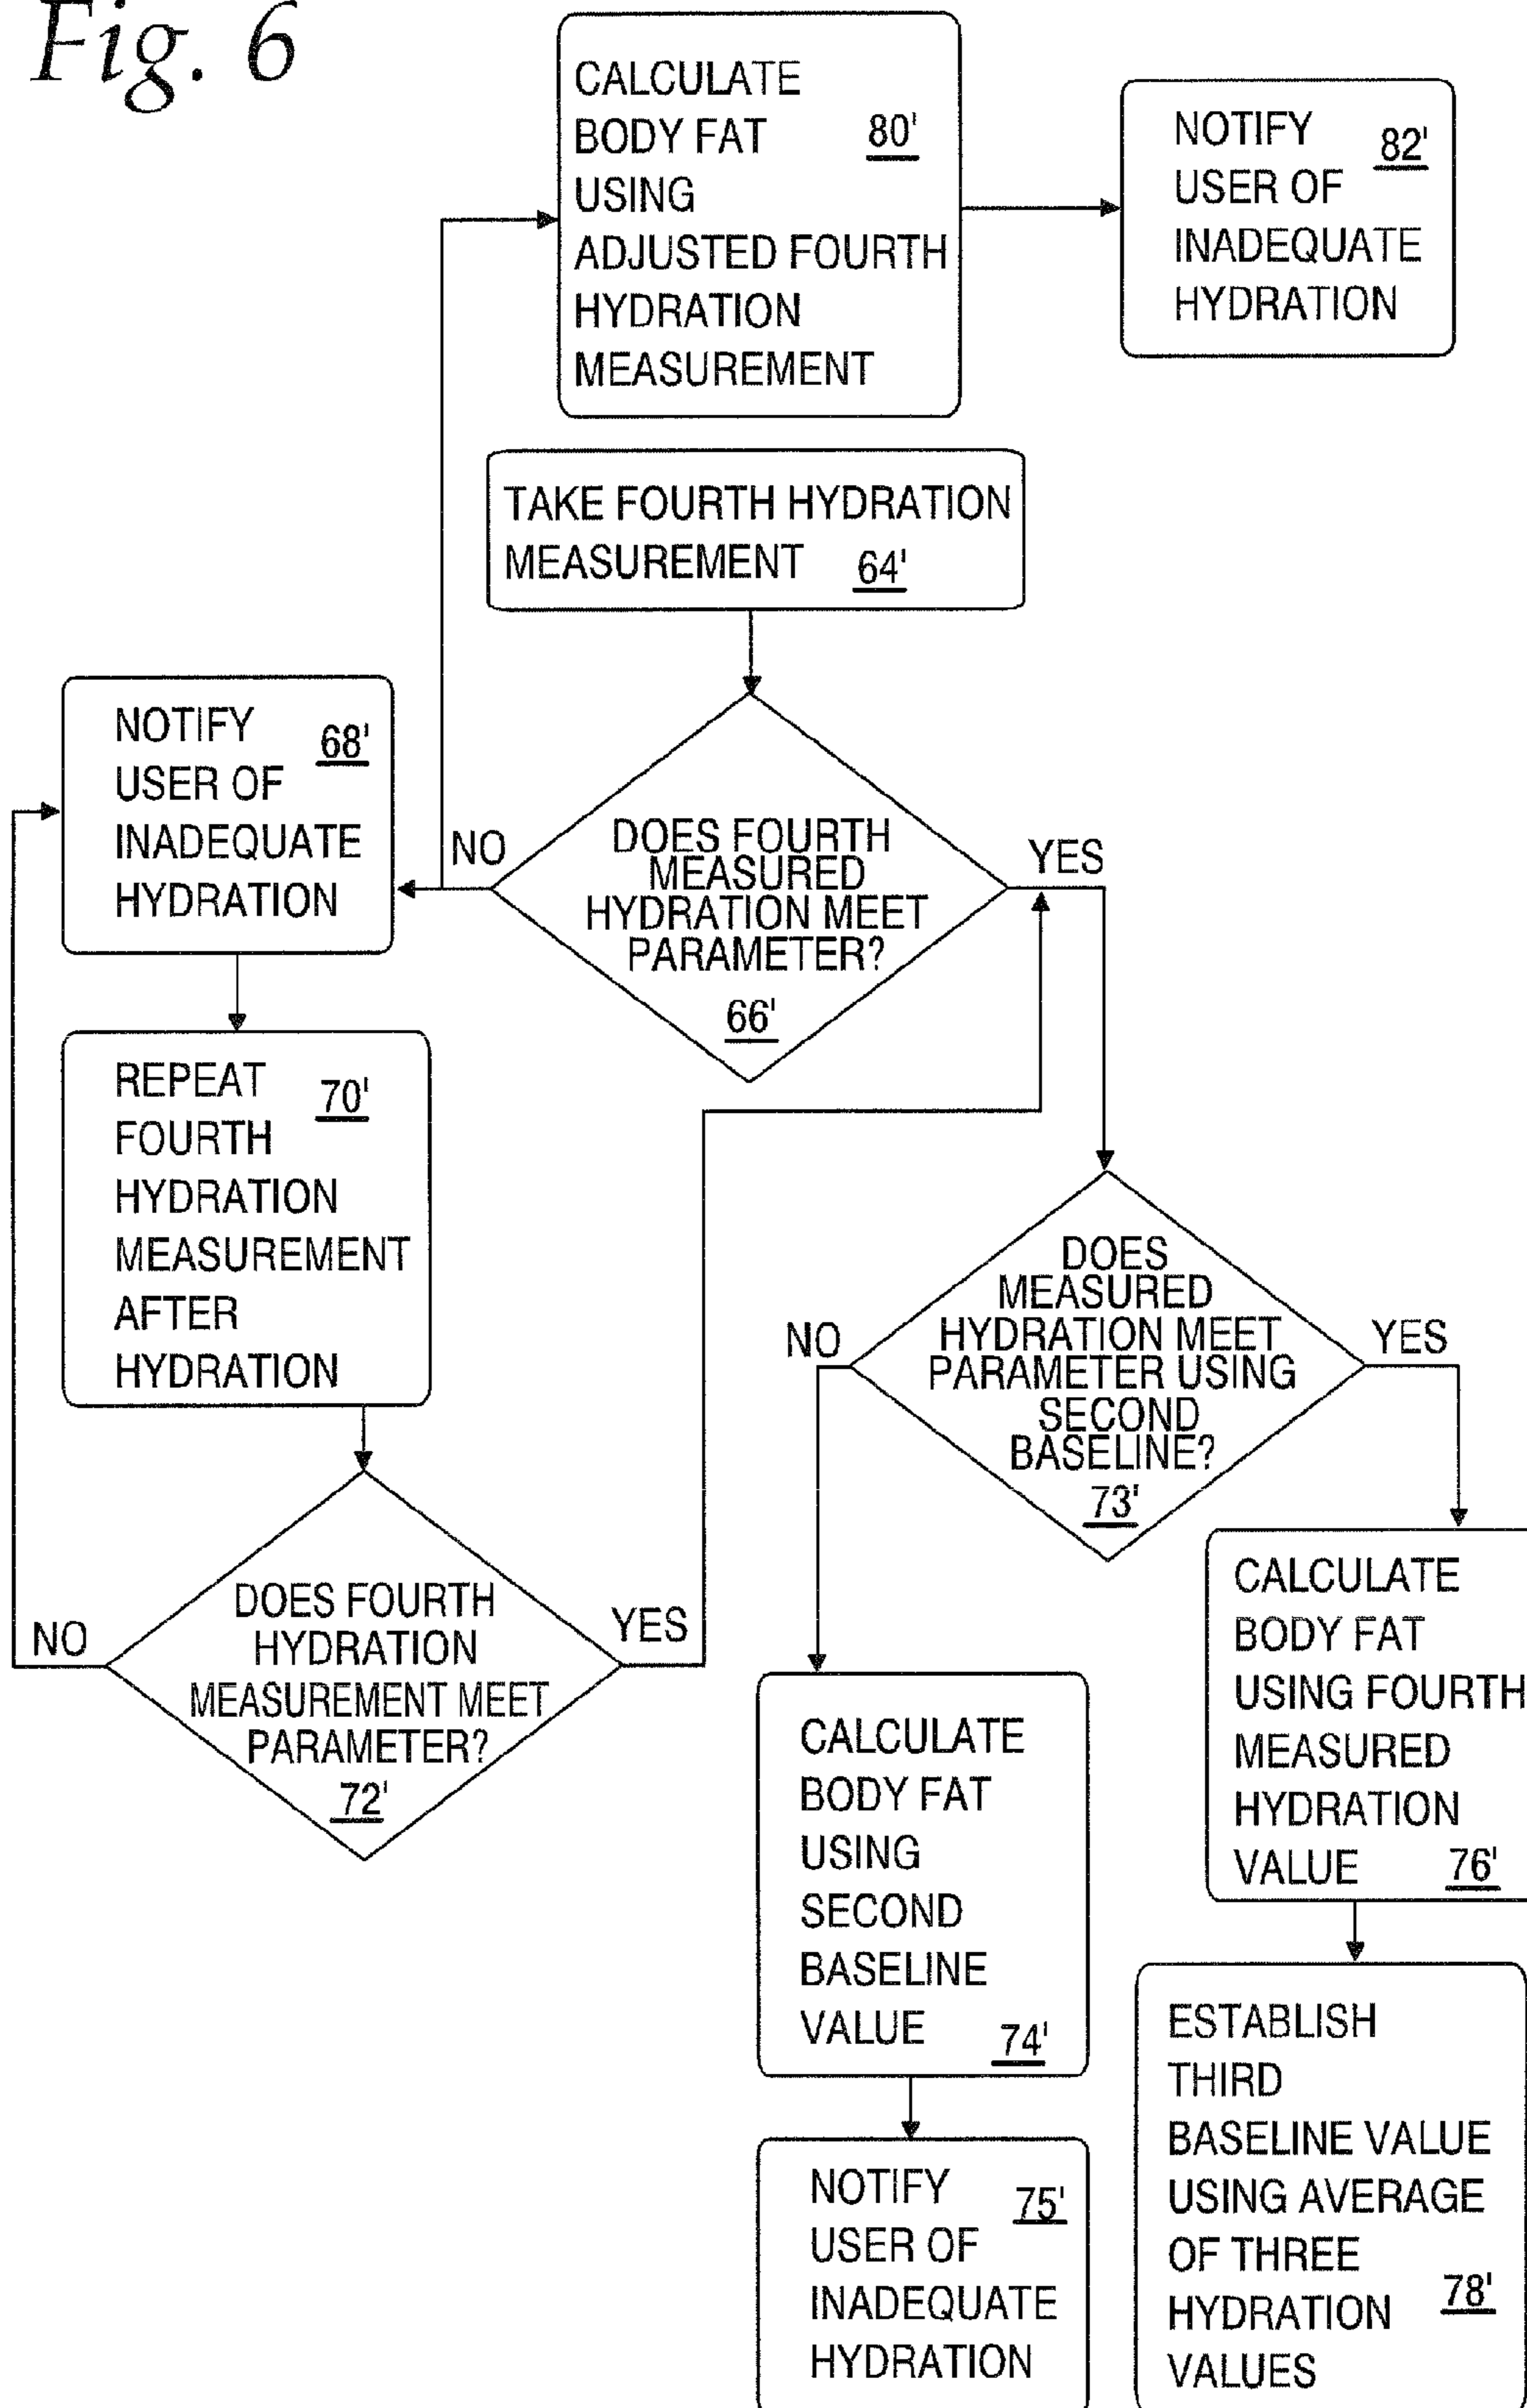 Fig. 6
CALCULATE
BODY FAT 80'
USING
ADJUSTED FOURTH
HYDRATION
MEASUREMENT
NOTIFY 82'
USER OF
INADEQUATE
HYDRATION
TAKE FOURTH HYDRATION
MEASUREMENT 64'
NOTIFY 68'
USER OF
INADEQUATE
HYDRATION
NO
DOES FOURTH
MEASURED
HYDRATION MEET
PARAMETER?
66'
YES
REPEAT 70'
FOURTH
HYDRATION
MEASUREMENT
AFTER
HYDRATION
NO
DOES
MEASURED
HYDRATION MEET
PARAMETER USING
SECOND
BASELINE?
73'
YES
NO
DOES FOURTH
HYDRATION
MEASUREMENT MEET
PARAMETER?
72'
YES
CALCULATE
BODY FAT
USING
SECOND
BASELINE
VALUE 74'
CALCULATE
BODY FAT
USING FOURTH
MEASURED
HYDRATION
VALUE 76'
NOTIFY 75'
USER OF
INADEQUATE
HYDRATION
ESTABLISH
THIRD
BASELINE VALUE
USING AVERAGE
OF THREE
HYDRATION 78'
VALUES